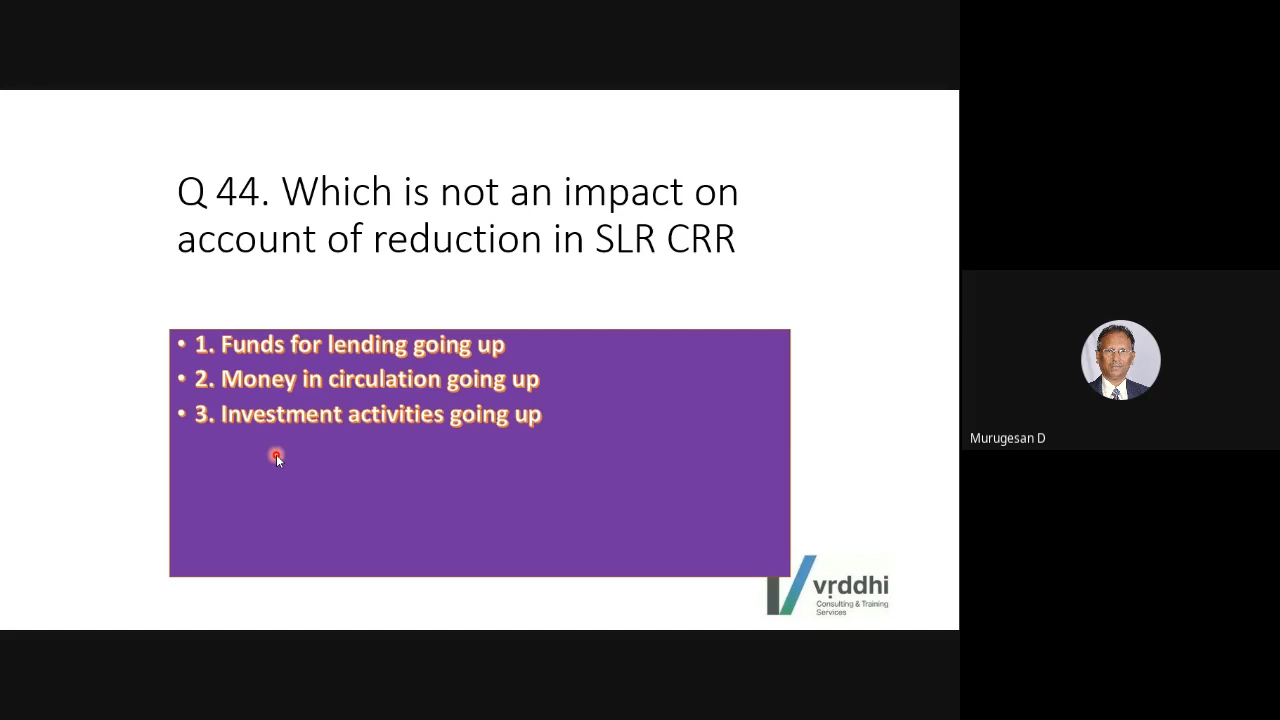 Q 44. Which is not an impact on
account of reduction in SLR CRR
• 1. Funds for lending going up
• 2. Money in circulation going up
• 3. Investment activities going up
vṛddhi
Consulting & Training
Services
Murugesan D